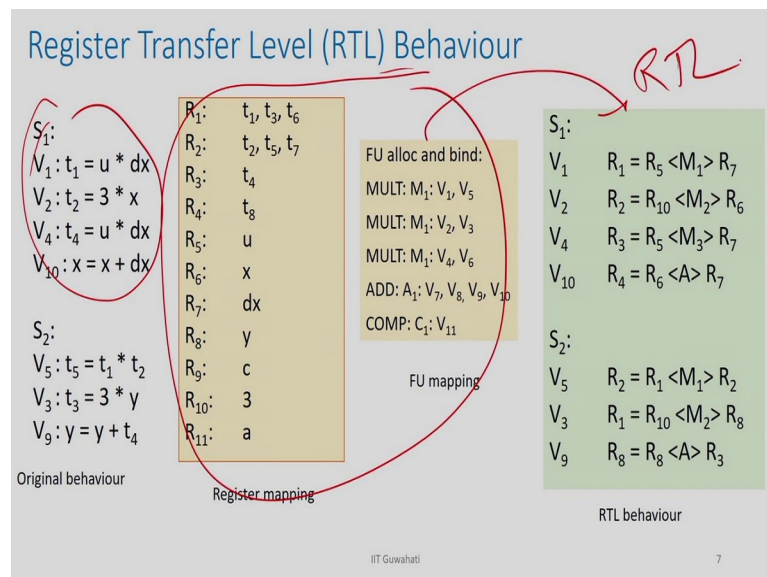 Register Transfer Level (RTL) Behaviour
RTL
S₁:
V₁ : t₁ = u * dx
V₂ : t₂ = 3 * x
V₄ : t₄ = u * dx
V₁₀ : x = x + dx
S₂:
V₅ : t₅ = t₁ * t₂
V₃ : t₃ = 3 * y
V₉ : y = y + t₄
Original behaviour
R₁: t₁, t₃, t₆
R₂: t₂, t₅, t₇
R₃: t₄
R₄: t₈
R₅: u
R₆: x
R₇: dx
R₈: y
R₉: c
R₁₀: 3
R₁₁: a
Register mapping
FU alloc and bind:
MULT: M₁: V₁, V₅
MULT: M₁: V₂, V₃
MULT: M₁: V₄, V₆
ADD: A₁: V₇, V₈, V₉, V₁₀
COMP: C₁: V₁₁
FU mapping
S₁:
V₁ R₁ = R₅ <M₁> R₇
V₂ R₂ = R₁₀ <M₂> R₆
V₄ R₃ = R₅ <M₃> R₇
V₁₀ R₄ = R₆ <A> R₇
S₂:
V₅ R₂ = R₁ <M₁> R₂
V₃ R₁ = R₁₀ <M₂> R₈
V₉ R₈ = R₈ <A> R₃
RTL behaviour
IIT Guwahati
7